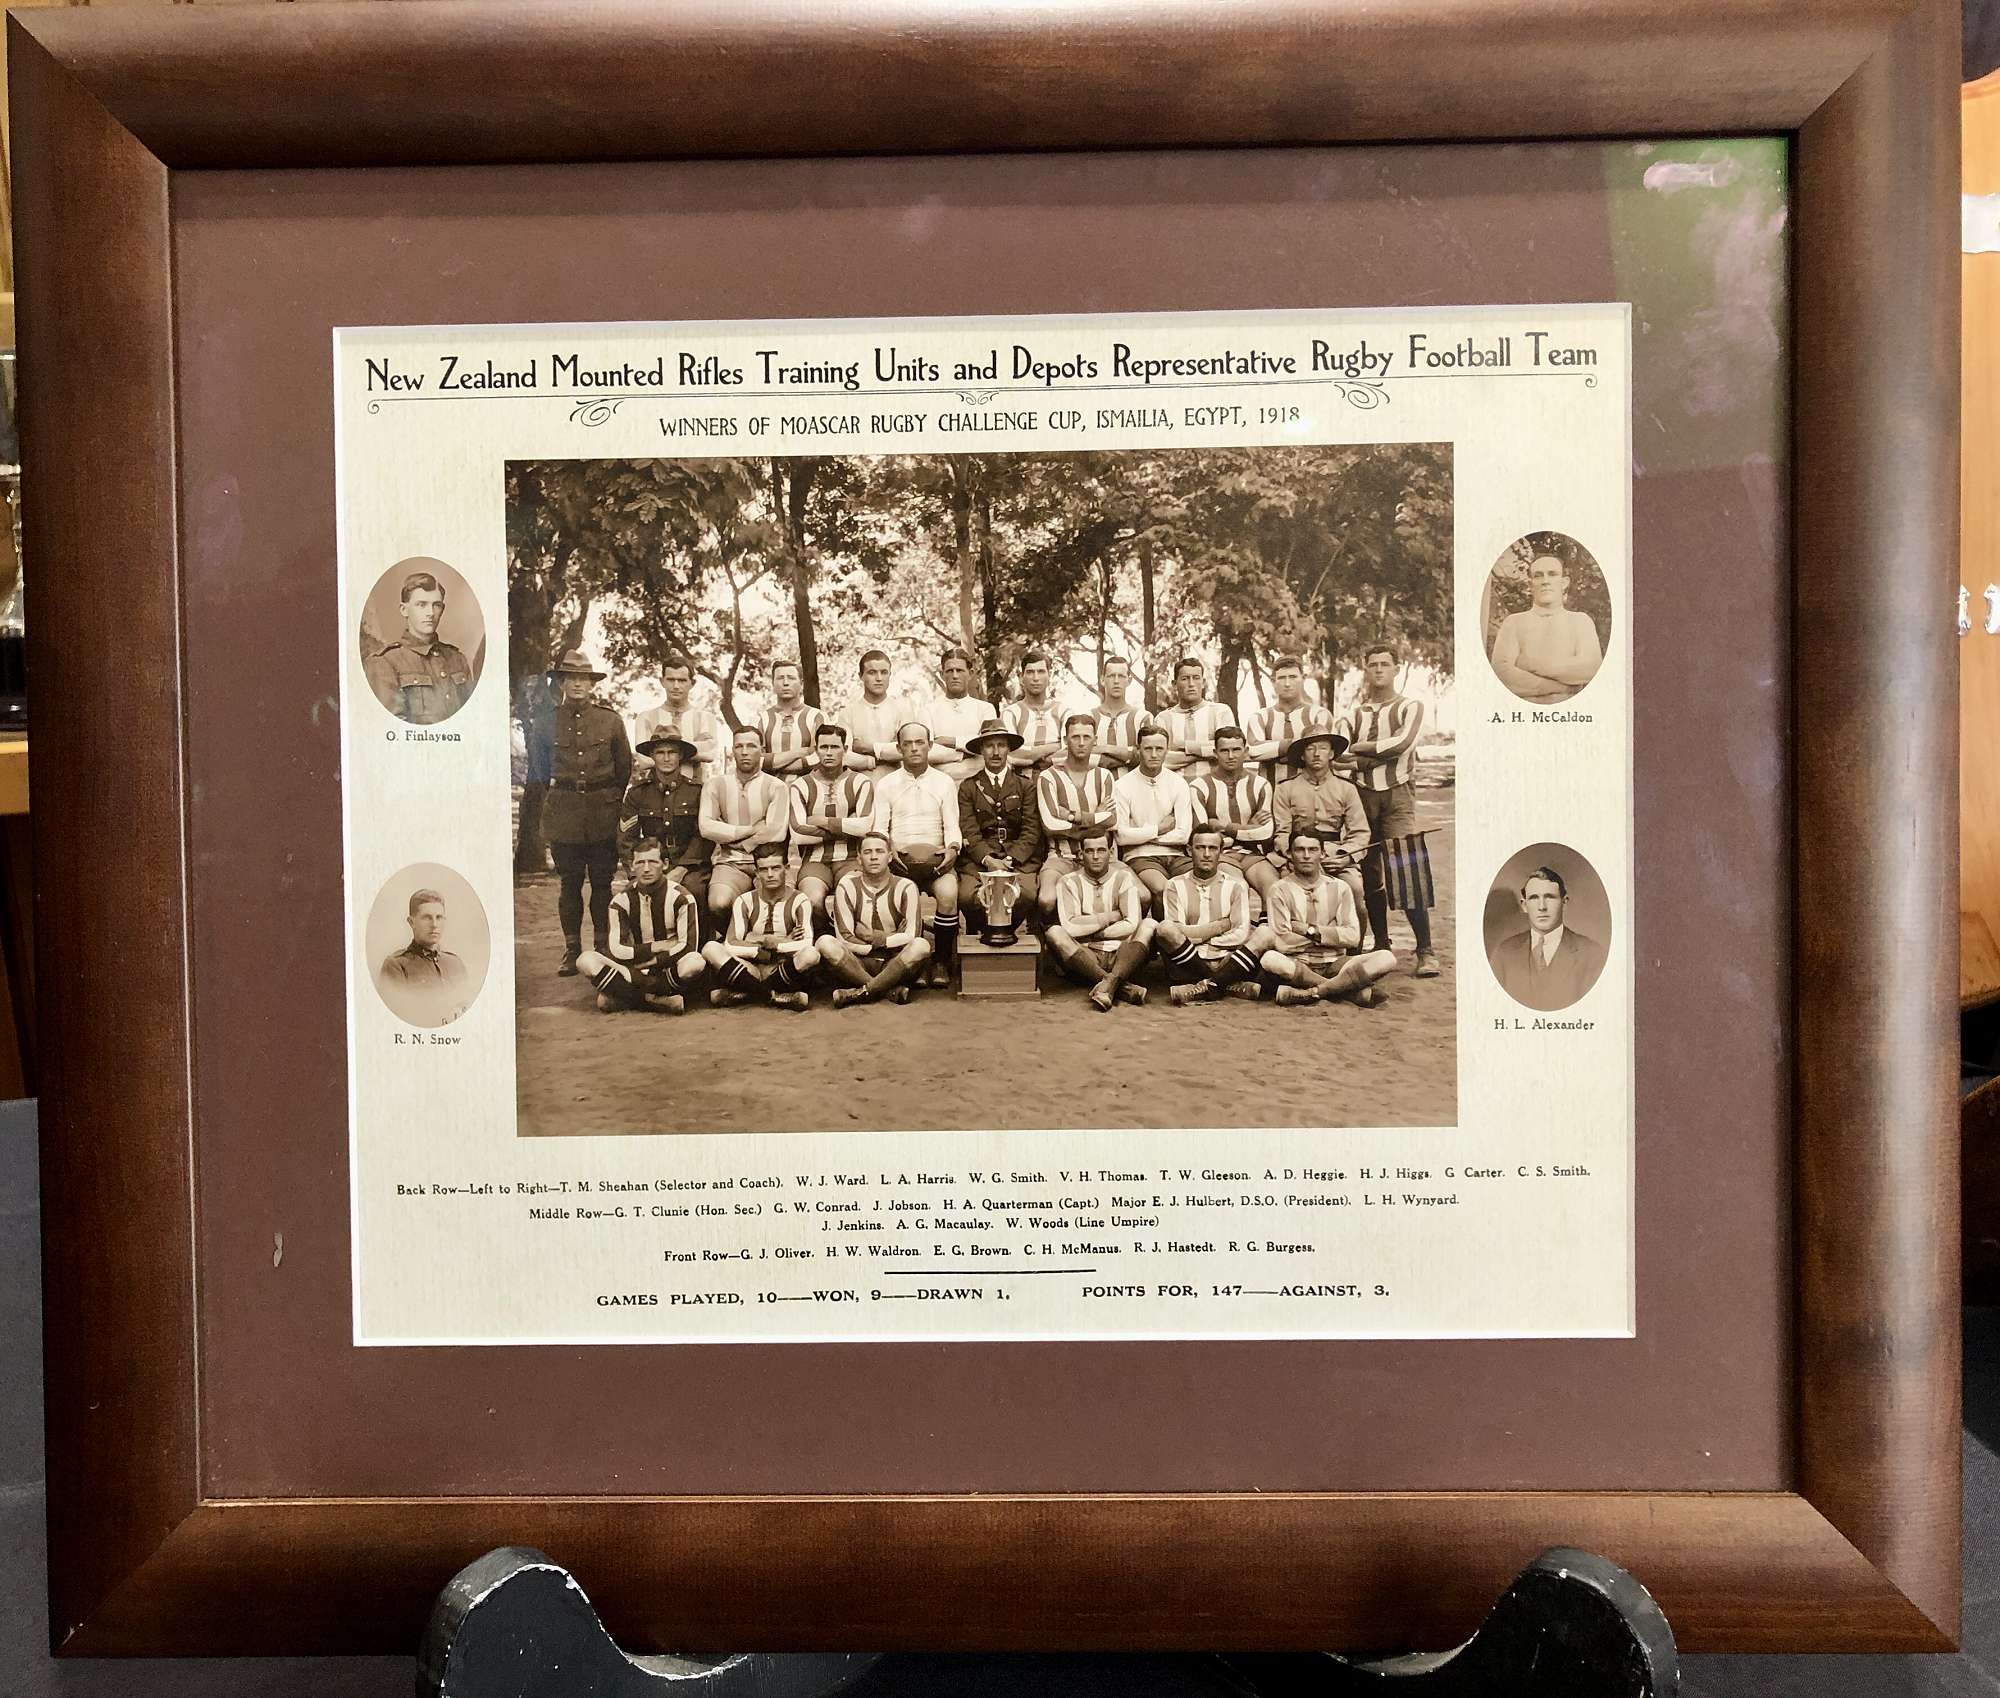 New Zealand Mounted Rifles Training Units and Depots Representative Rugby Football Team
WINNERS OF MOASCAR RUGBY CHALLENGE CUP, ISMAILIA, EGYPT, 1918
O. Finlayson
A. H. McCaldon
R. N. Snow
H. L. Alexander
Back Row—Left to Right—T. M. Sheahan (Selector and Coach). W. J. Ward. L. A. Harris. W. G. Smith. V. H. Thomas. T. W. Gleeson. A. D. Heggie. H. J. Higgs. G Carter. C. S. Smith.
Middle Row—G. T. Clunie (Hon. Sec.) G. W. Conrad. J. Jobson. H. A. Quarterman (Capt.) Major E. J. Hulbert, D.S.O. (President). L. H. Wynyard.
J. Jenkins. A. G. Macaulay. W. Woods (Line Umpire)
Front Row—G. J. Oliver. H. W. Waldron. E. G. Brown. C. H. McManus. R. J. Hastedt. R. G. Burgess.
GAMES PLAYED, 10——WON, 9——DRAWN 1. POINTS FOR, 147——AGAINST, 3.